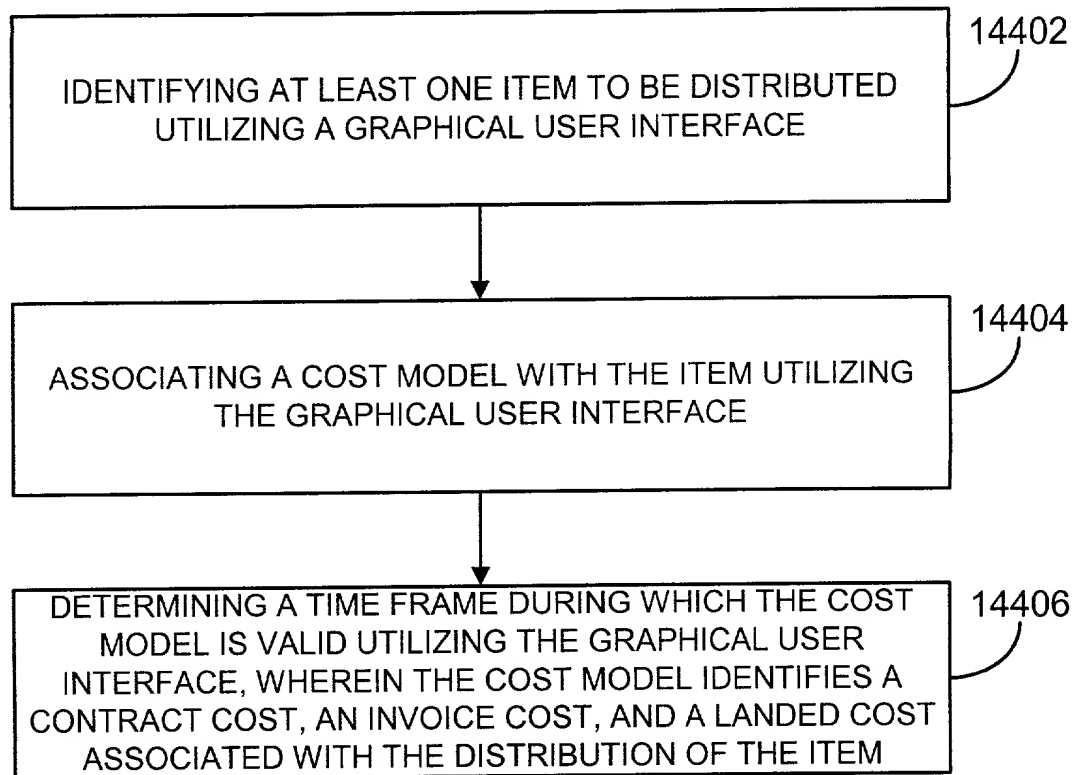 14402
IDENTIFYING AT LEAST ONE ITEM TO BE DISTRIBUTED
UTILIZING A GRAPHICAL USER INTERFACE
14404
ASSOCIATING A COST MODEL WITH THE ITEM UTILIZING
THE GRAPHICAL USER INTERFACE
14406
DETERMINING A TIME FRAME DURING WHICH THE COST
MODEL IS VALID UTILIZING THE GRAPHICAL USER
INTERFACE, WHEREIN THE COST MODEL IDENTIFIES A
CONTRACT COST, AN INVOICE COST, AND A LANDED COST
ASSOCIATED WITH THE DISTRIBUTION OF THE ITEM